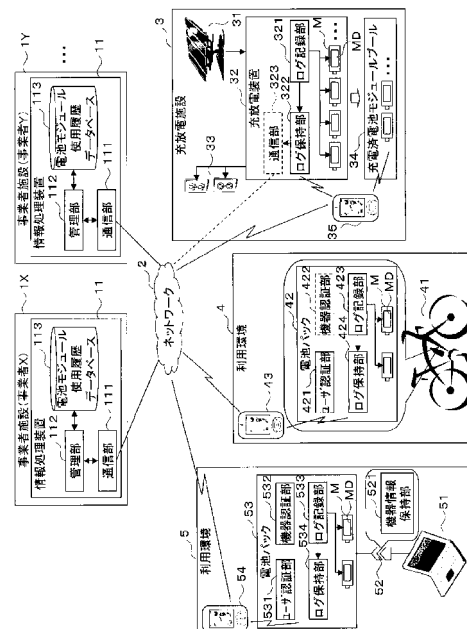 1X
事業者施設(事業者X)
情報処理装置
11
113
電池モジュール
使用履歴
データベース
112
管理部
111
通信部
1Y
事業者施設(事業者Y)
情報処理装置
11
113
電池モジュール
使用履歴
データベース
112
管理部
111
通信部
…
2
ネットワーク
5
利用環境
54
53
電池パック
531
ユーザ認証部
532
機器認証部
534
ログ保持部
533
ログ記録部
M
MD
52
521
機器情報
保持部
51
4
利用環境
43
42
電池パック
421
ユーザ認証部
422
機器認証部
424
ログ保持部
423
ログ記録部
M
MD
41
3
充放電施設
31
32
充放電装置
323
通信部
322
ログ保持部
321
ログ記録部
M
MD
…
33
34
充電済電池モジュールプール
…
35